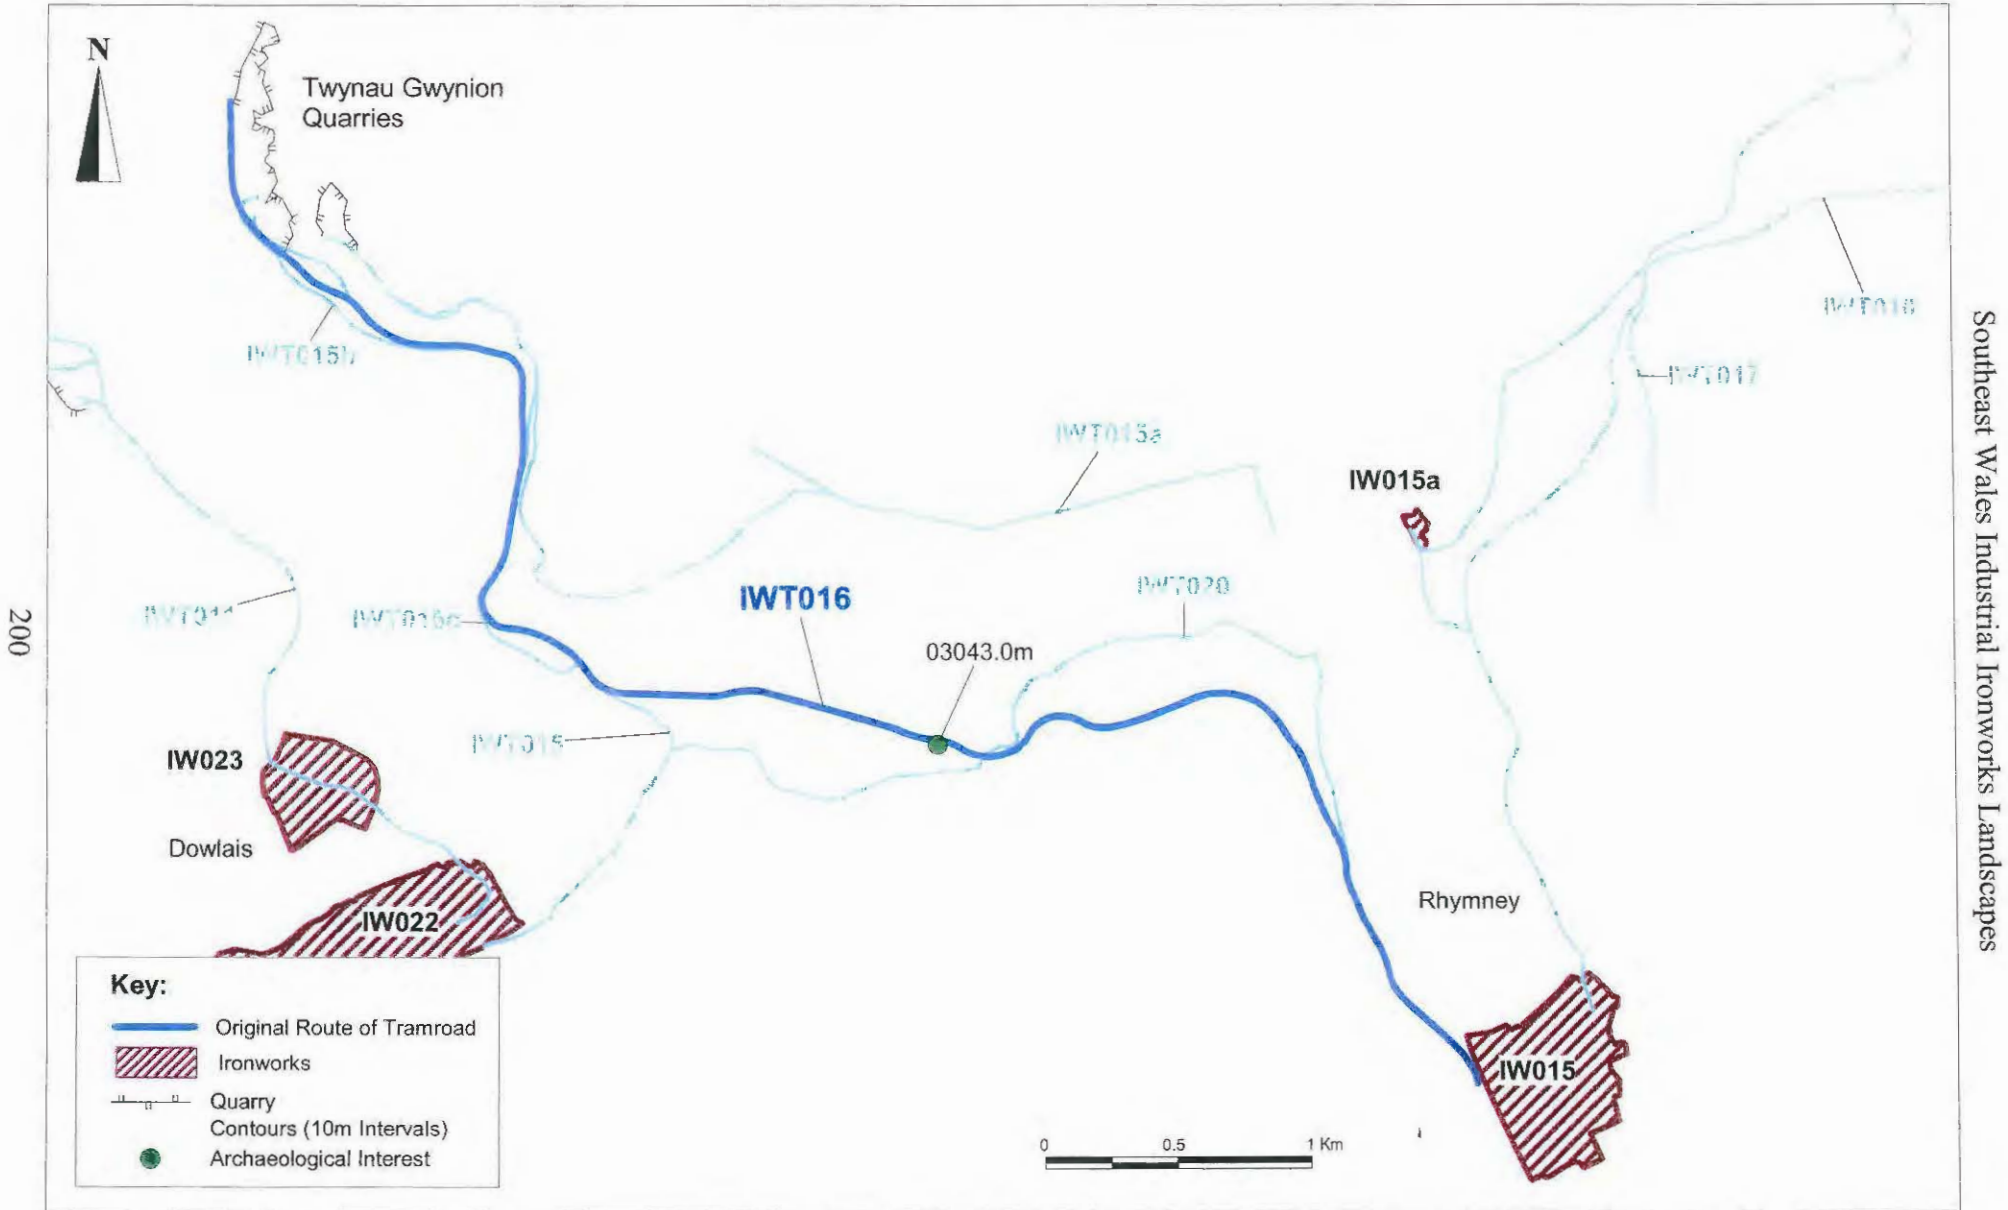 N
Twynau Gwynion
Quarries
IWT015b
IWT015a
IWT017
IW015a
IWT016
IWT020
03043.0m
IWT015
IW023
Dowlais
IW022
Rhymney
IW015
Key:
Original Route of Tramroad
Ironworks
Quarry
Contours (10m Intervals)
Archaeological Interest
0 0.5 1 Km
Southeast Wales Industrial Ironworks Landscapes
200